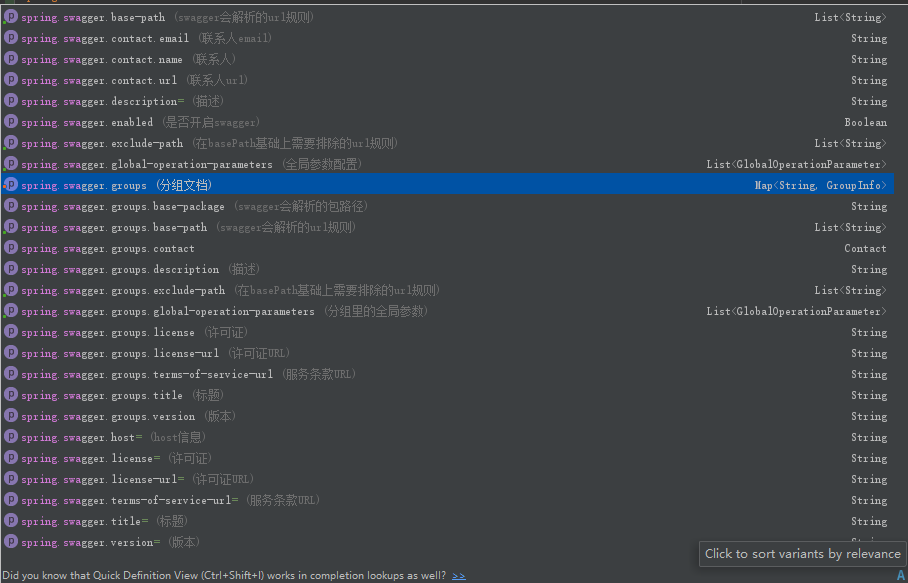 spring.swagger.base-path (swagger会解析的url规则) List<String>
spring.swagger.contact.email (联系人email) String
spring.swagger.contact.name (联系人) String
spring.swagger.contact.url (联系人url) String
spring.swagger.description= (描述) String
spring.swagger.enabled (是否开启swagger) Boolean
spring.swagger.exclude-path (在basePath基础上需要排除的url规则) List<String>
spring.swagger.global-operation-parameters (全局参数配置) List<GlobalOperationParameter>
spring.swagger.groups (分组文档) Map<String, GroupInfo>
spring.swagger.groups.base-package (swagger会解析的包路径) String
spring.swagger.groups.base-path (swagger会解析的url规则) List<String>
spring.swagger.groups.contact Contact
spring.swagger.groups.description (描述) String
spring.swagger.groups.exclude-path (在basePath基础上需要排除的url规则) List<String>
spring.swagger.groups.global-operation-parameters (分组里的全局参数) List<GlobalOperationParameter>
spring.swagger.groups.license (许可证) String
spring.swagger.groups.license-url (许可证URL) String
spring.swagger.groups.terms-of-service-url (服务条款URL) String
spring.swagger.groups.title (标题) String
spring.swagger.groups.version (版本) String
spring.swagger.host= (host信息) String
spring.swagger.license= (许可证) String
spring.swagger.license-url= (许可证URL) String
spring.swagger.terms-of-service-url= (服务条款URL) String
spring.swagger.title= (标题) String
spring.swagger.version= (版本)
Click to sort variants by relevance
Did you know that Quick Definition View (Ctrl+Shift+I) works in completion lookups as well? >>